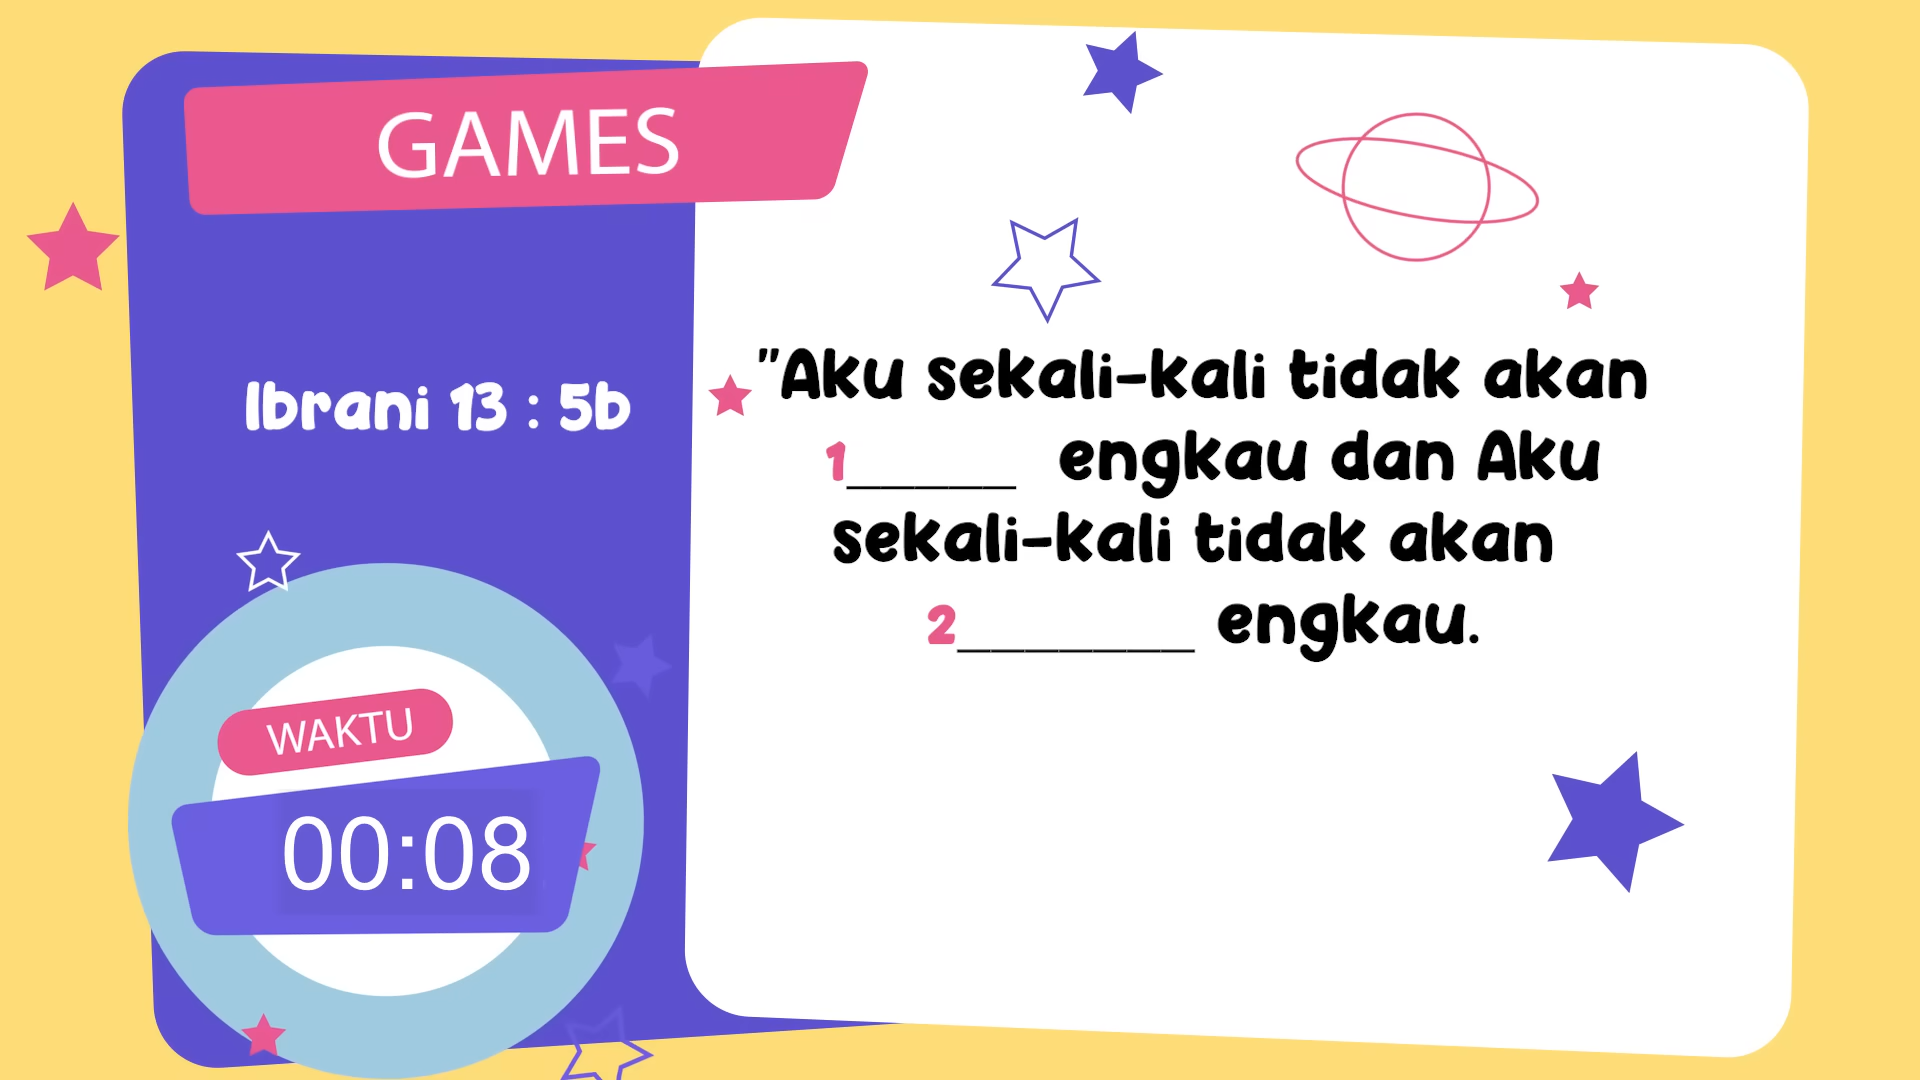 GAMES
Ibrani 13 : 5b
"Aku sekali-kali tidak akan
1_____ engkau dan Aku
sekali-kali tidak akan
2_______ engkau.
WAKTU
00:08